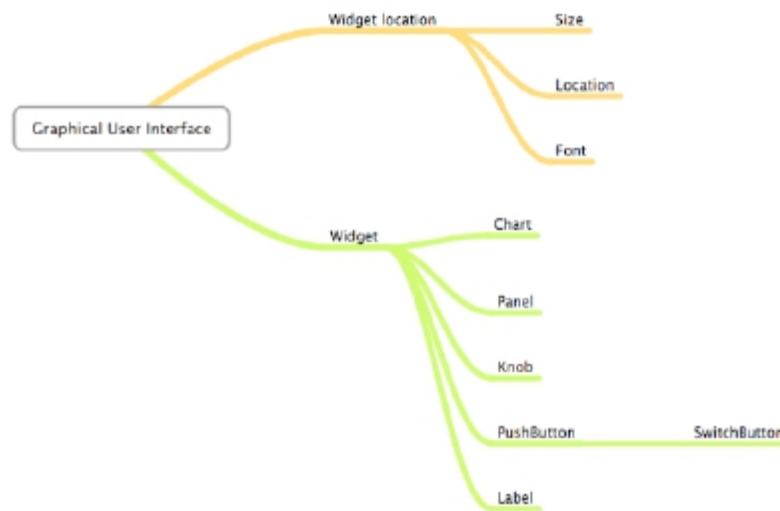 Widget location
Size
Location
Graphical User Interface
Font
Widget
Chart
Panel
Knob
PushButton
SwitchButton
Label